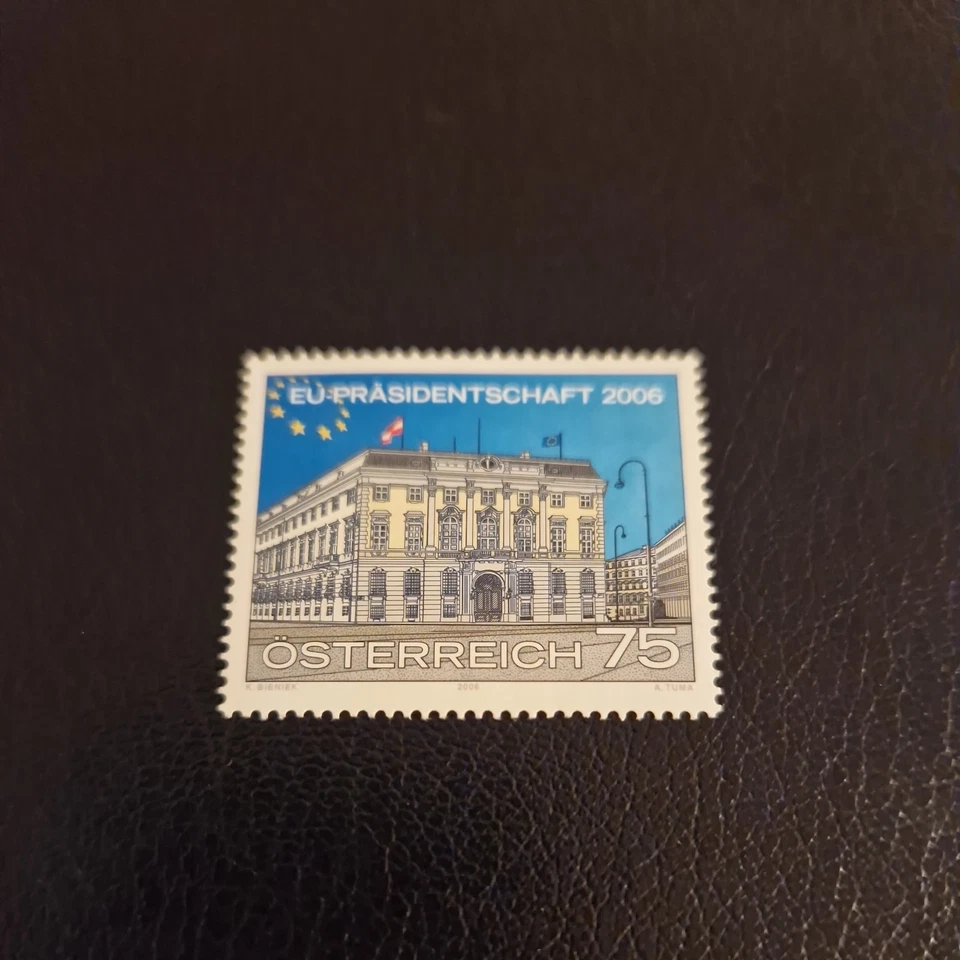 EU-PRÄSIDENTSCHAFT 2006
ÖSTERREICH 75
K. BIENIEK 2006 A. TUMA